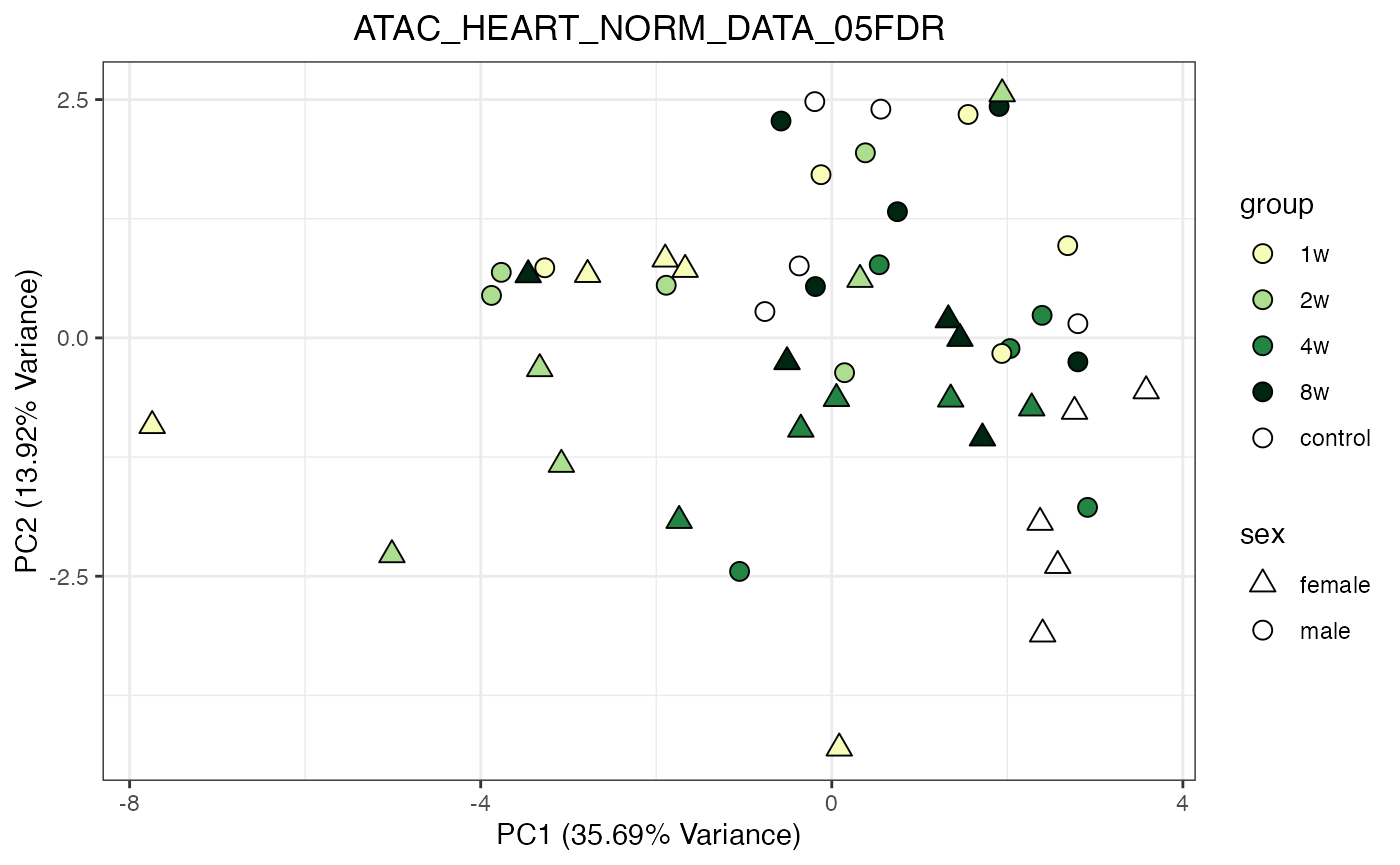 ATAC_HEART_NORM_DATA_05FDR
PC2 (13.92% Variance)
2.5
0.0
-2.5
-8
-4
0
4
PC1 (35.69% Variance)
group
1w
2w
4w
8w
control
sex
female
male